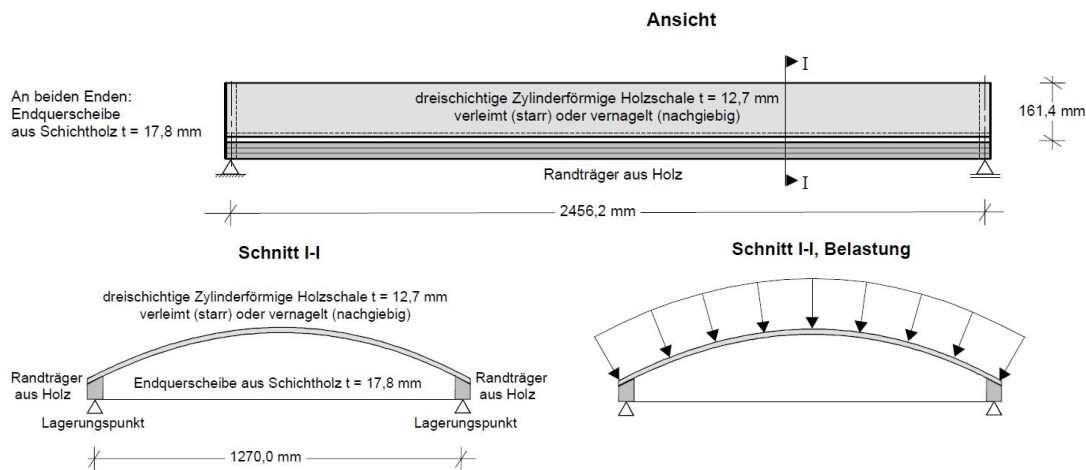 Ansicht
I
An beiden Enden:
Endquerscheibe
aus Schichtholz t = 17,8 mm
dreischichtige Zylinderförmige Holzschale t = 12,7 mm
verleimt (starr) oder vernagelt (nachgiebig)
161,4 mm
Randträger aus Holz
I
2456,2 mm
Schnitt I-I
dreischichtige Zylinderförmige Holzschale t = 12,7 mm
verleimt (starr) oder vernagelt (nachgiebig)
Randträger
aus Holz
Endquerscheibe aus Schichtholz t = 17,8 mm
Randträger
aus Holz
Lagerungspunkt
Lagerungspunkt
1270,0 mm
Schnitt I-I, Belastung